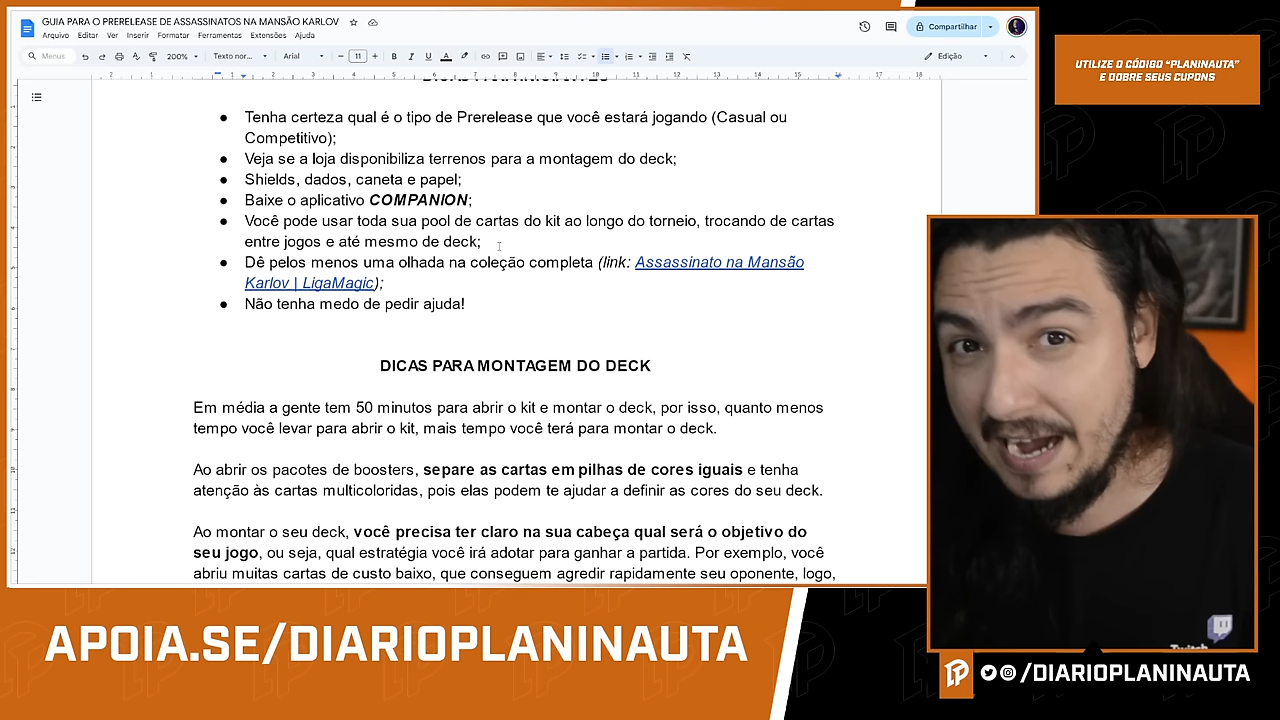 GUIA PARA O PRERELEASE DE ASSASSINATOS NA MANSÃO KARLOV
Arquivo Editar Ver Inserir Formatar Ferramentas Extensões Ajuda
Compartilhar
Menus
200%
Texto nor...
Arial
11
Edição
Tenha certeza qual é o tipo de Prerelease que você estará jogando (Casual ou
Competitivo);
Veja se a loja disponibiliza terrenos para a montagem do deck;
Shields, dados, caneta e papel;
Baixe o aplicativo COMPANION;
Você pode usar toda sua pool de cartas do kit ao longo do torneio, trocando de cartas
entre jogos e até mesmo de deck;
Dê pelos menos uma olhada na coleção completa (link: Assassinato na Mansão
Karlov | LigaMagic);
Não tenha medo de pedir ajuda!
DICAS PARA MONTAGEM DO DECK
Em média a gente tem 50 minutos para abrir o kit e montar o deck, por isso, quanto menos
tempo você levar para abrir o kit, mais tempo você terá para montar o deck.
Ao abrir os pacotes de boosters, separe as cartas em pilhas de cores iguais e tenha
atenção às cartas multicoloridas, pois elas podem te ajudar a definir as cores do seu deck.
Ao montar o seu deck, você precisa ter claro na sua cabeça qual será o objetivo do
seu jogo, ou seja, qual estratégia você irá adotar para ganhar a partida. Por exemplo, você
abriu muitas cartas de custo baixo, que conseguem agredir rapidamente seu oponente, logo,
UTILIZE O CÓDIGO "PLANINAUTA"
E DOBRE SEUS CUPONS
Twitch
APOIA.SE/DIARIOPLANINAUTA
/DIARIOPLANINAUTA